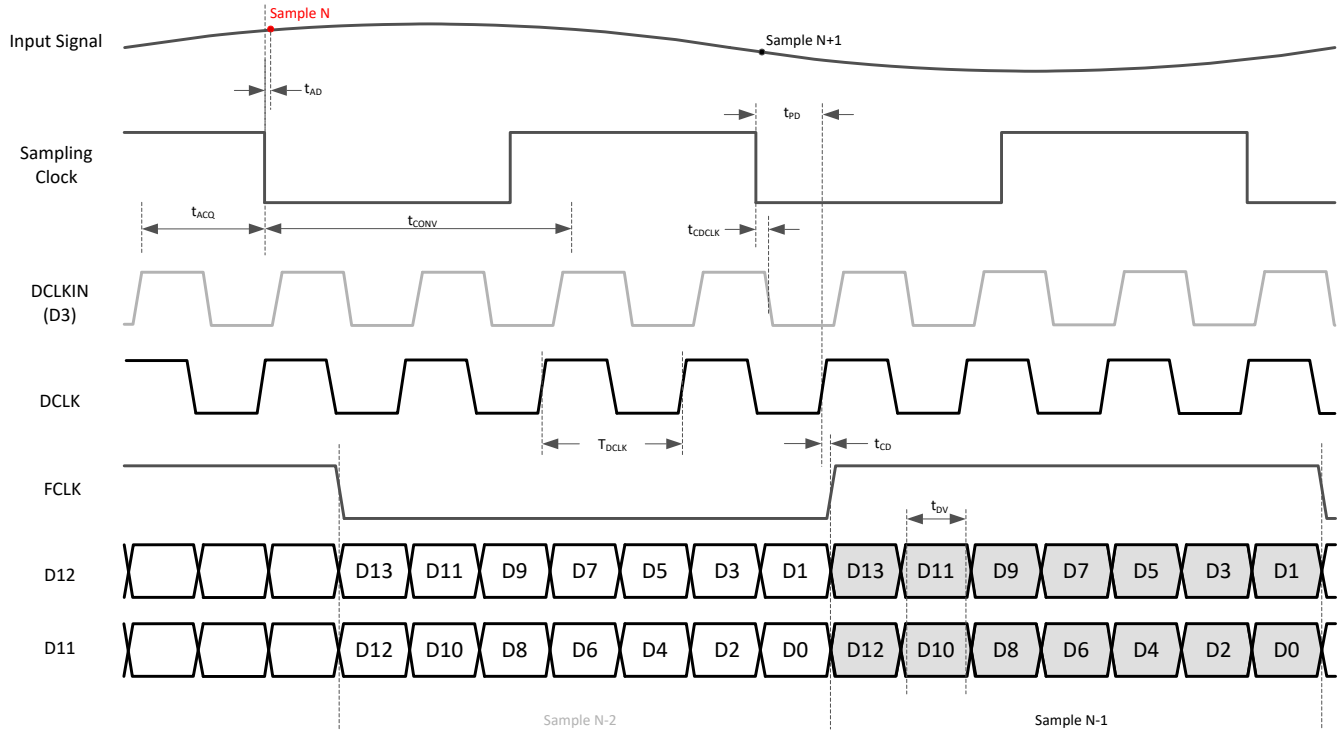 Sample N
Input Signal
Sample N+1
tAD
tPD
Sampling
Clock
tACQ
tCONV
tCDCLK
DCLKIN
(D3)
DCLK
TDCLK
tCD
FCLK
tDV
D12
D13 D11 D9 D7 D5 D3 D1 D13 D11 D9 D7 D5 D3 D1
D11
D12 D10 D8 D6 D4 D2 D0 D12 D10 D8 D6 D4 D2 D0
Sample N-2
Sample N-1